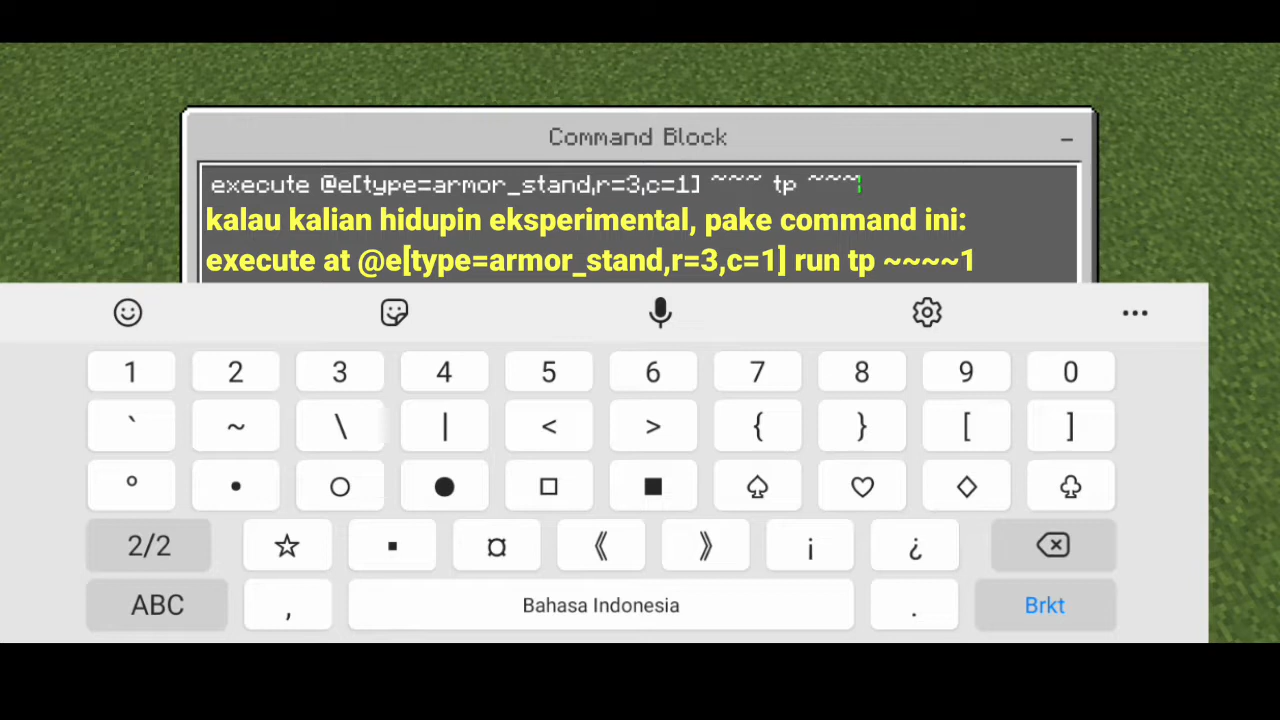 Command Block
execute @e[type=armor_stand,r=3,c=1] ~~~ tp ~~~
kalau kalian hidupin eksperimental, pake command ini:
execute at @e[type=armor_stand,r=3,c=1] run tp ~~~~1
1 2 3 4 5 6 7 8 9 0
` ~ \ | < > { } [ ]
° • ○ ● □ ■ ♤ ♡ ◇ ♧
2/2 ☆ ▪ ¤ 《 》 ¡ ¿
ABC , Bahasa Indonesia . Brkt